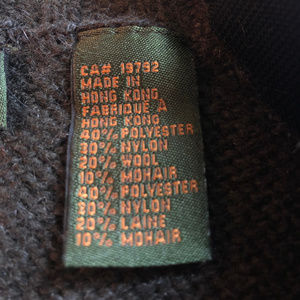 CA# 19792
MADE IN
HONG KONG
FABRIQUE A
HONG KONG
40% POLYESTER
30% NYLON
20% WOOL
10% MOHAIR
40% POLYESTER
30% NYLON
20% LAINE
10% MOHAIR